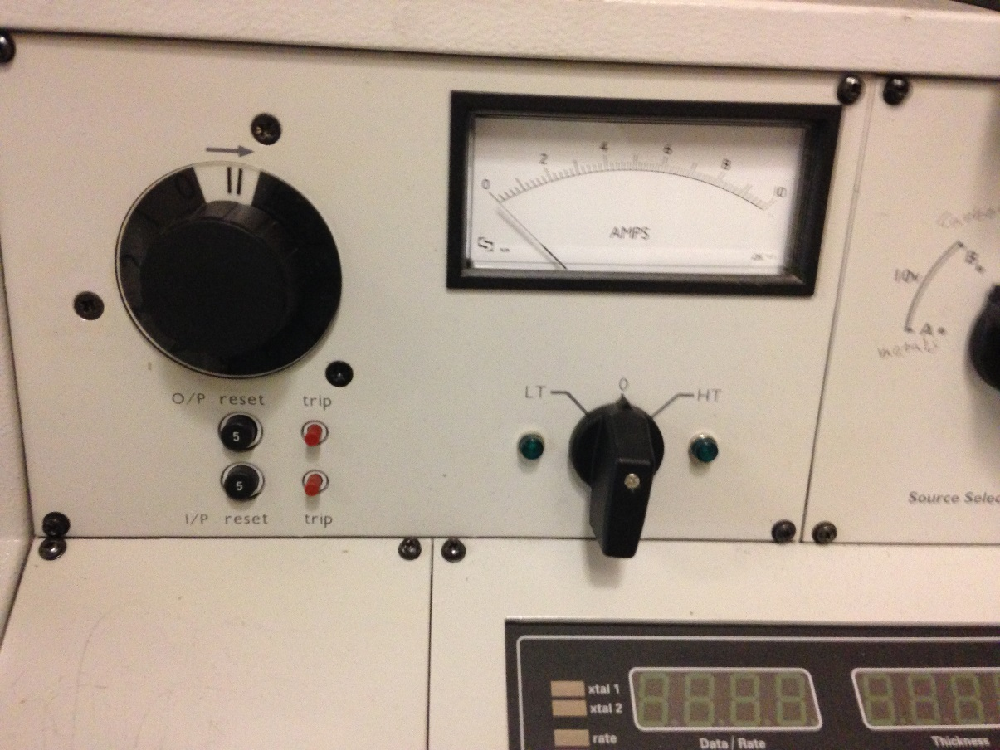 0
0 2 4 6 8 10
AMPS
O/P reset trip
5
5
I/P reset trip
LT 0 HT
10x
A
metals
Source Selec
xtal 1
xtal 2
rate
Data / Rate
Thickness